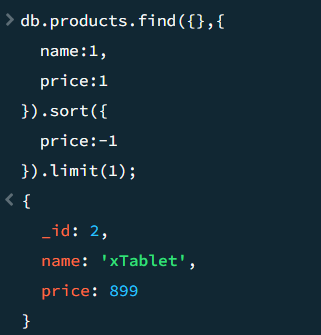 > db.products.find({},{
name:1,
price:1
}).sort({
price:-1
}).limit(1);
< {
_id: 2,
name: 'xTablet',
price: 899
}